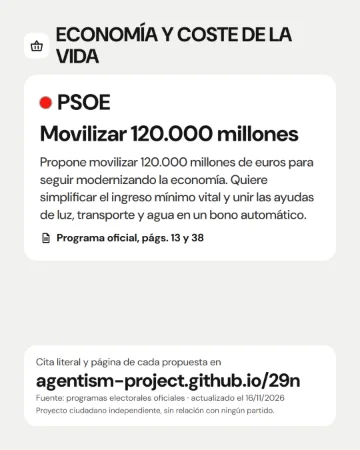 ECONOMÍA Y COSTE DE LA
VIDA
PSOE
Movilizar 120.000 millones
Propone movilizar 120.000 millones de euros para
seguir modernizando la economía. Quiere
simplificar el ingreso mínimo vital y unir las ayudas
de luz, transporte y agua en un bono automático.
Programa oficial, págs. 13 y 38
Cita literal y página de cada propuesta en
agentism-project.github.io/29n
Fuente: programas electorales oficiales · actualizado el 16/11/2026
Proyecto ciudadano independiente, sin relación con ningún partido.